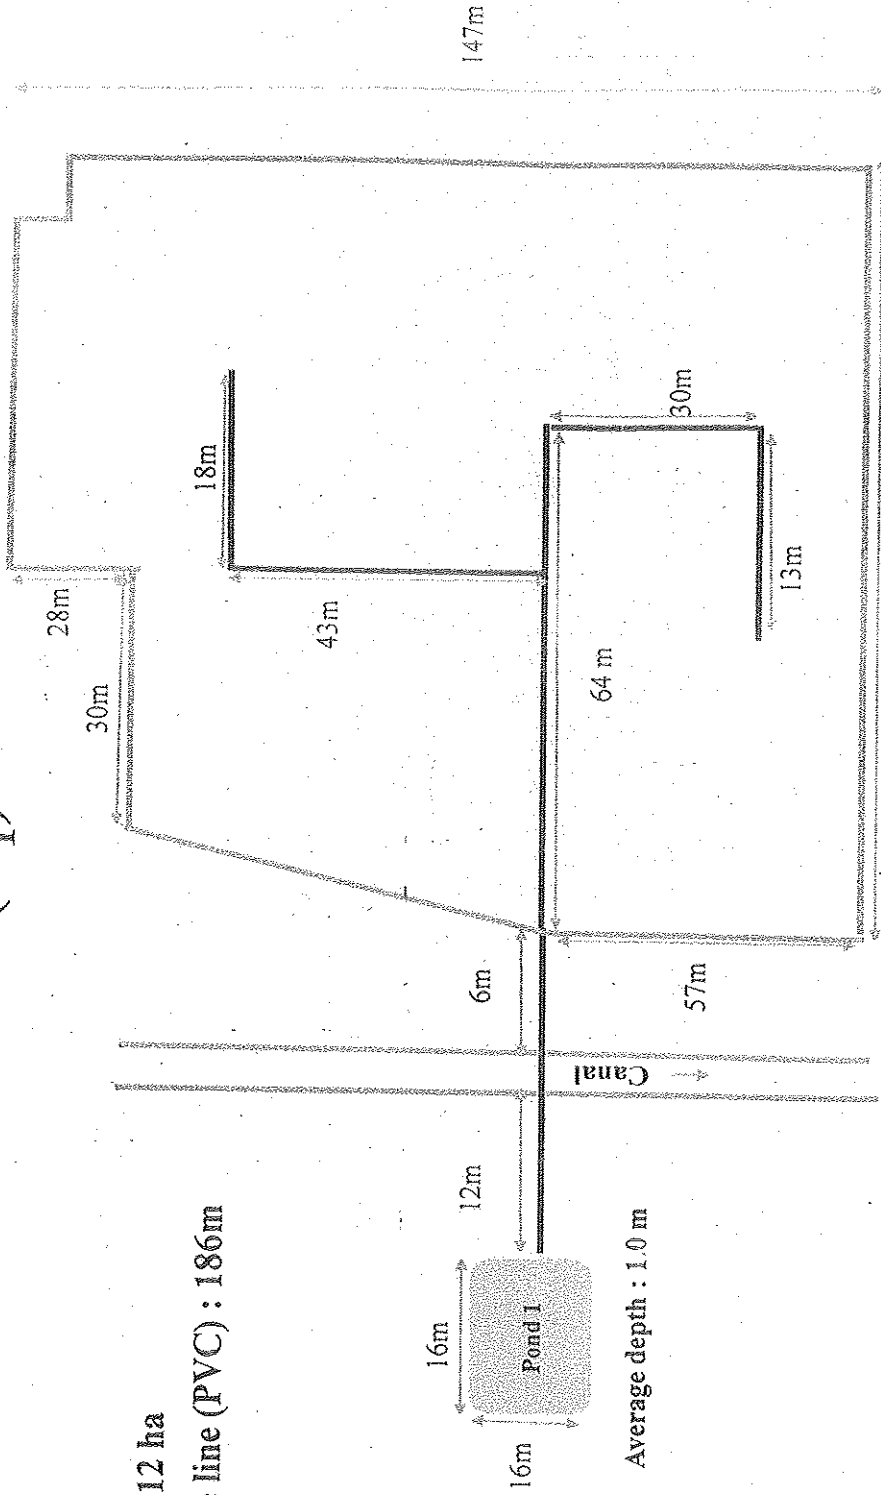 12 ha
line (PVC) : 186m
147m
28m
30m
18m
43m
30m
64 m
13m
6m
57m
Canal
12m
16m
Pond 1
16m
Average depth : 1.0 m